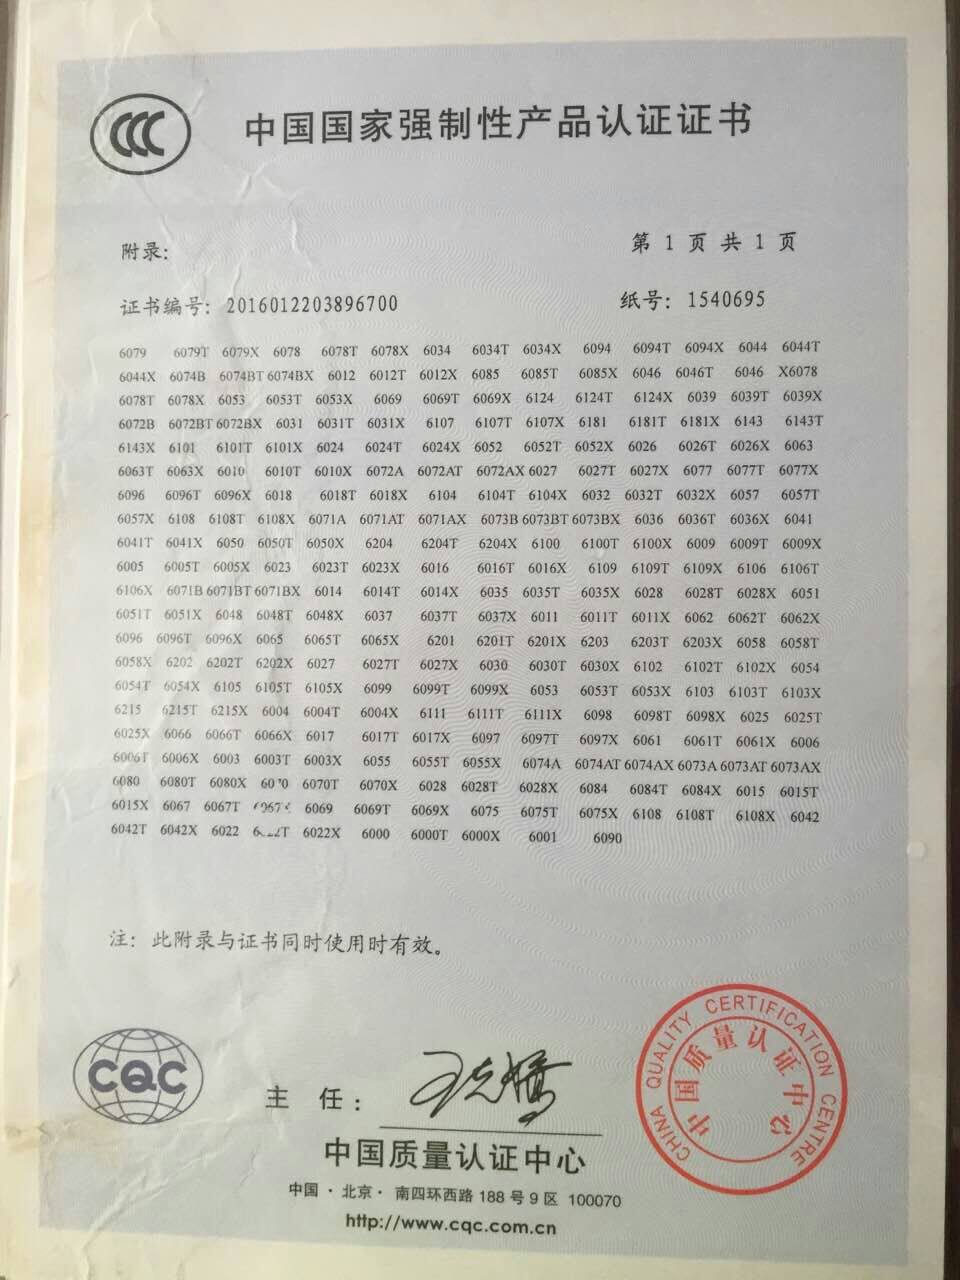 CCC 中国国家强制性产品认证证书
附录: 第 1 页 共 1 页
证书编号: 2016012203896700 纸号: 1540695
6079 6079T 6079X 6078 6078T 6078X 6034 6034T 6034X 6094 6094T 6094X 6044 6044T
6044X 6074B 6074BT 6074BX 6012 6012T 6012X 6085 6085T 6085X 6046 6046T 6046 X6078
6078T 6078X 6053 6053T 6053X 6069 6069T 6069X 6124 6124T 6124X 6039 6039T 6039X
6072B 6072BT 6072BX 6031 6031T 6031X 6107 6107T 6107X 6181 6181T 6181X 6143 6143T
6143X 6101 6101T 6101X 6024 6024T 6024X 6052 6052T 6052X 6026 6026T 6026X 6063
6063T 6063X 6010 6010T 6010X 6072A 6072AT 6072AX 6027 6027T 6027X 6077 6077T 6077X
6096 6096T 6096X 6018 6018T 6018X 6104 6104T 6104X 6032 6032T 6032X 6057 6057T
6057X 6108 6108T 6108X 6071A 6071AT 6071AX 6073B 6073BT 6073BX 6036 6036T 6036X 6041
6041T 6041X 6050 6050T 6050X 6204 6204T 6204X 6100 6100T 6100X 6009 6009T 6009X
6005 6005T 6005X 6023 6023T 6023X 6016 6016T 6016X 6109 6109T 6109X 6106 6106T
6106X 6071B 6071BT 6071BX 6014 6014T 6014X 6035 6035T 6035X 6028 6028T 6028X 6051
6051T 6051X 6048 6048T 6048X 6037 6037T 6037X 6011 6011T 6011X 6062 6062T 6062X
6096 6096T 6096X 6065 6065T 6065X 6201 6201T 6201X 6203 6203T 6203X 6058 6058T
6058X 6202 6202T 6202X 6027 6027T 6027X 6030 6030T 6030X 6102 6102T 6102X 6054
6054T 6054X 6105 6105T 6105X 6099 6099T 6099X 6053 6053T 6053X 6103 6103T 6103X
6215 6215T 6215X 6004 6004T 6004X 6111 6111T 6111X 6098 6098T 6098X 6025 6025T
6025X 6066 6066T 6066X 6017 6017T 6017X 6097 6097T 6097X 6061 6061T 6061X 6006
6006T 6006X 6003 6003T 6003X 6055 6055T 6055X 6074A 6074AT 6074AX 6073A 6073AT 6073AX
6080 6080T 6080X 6070T 6070X 6028 6028T 6028X 6084 6084T 6084X 6015 6015T
6015X 6067 6067T 6069 6069T 6069X 6075 6075T 6075X 6108 6108T 6108X 6042
6042T 6042X 6022 6022X 6000 6000T 6000X 6001 6090
注: 此附录与证书同时使用时有效。
CQC 主 任:
中国质量认证中心
中国·北京·南四环西路 188 号 9 区 100070
http://www.cqc.com.cn
CHINA QUALITY CERTIFICATION CENTRE
中国质量认证中心